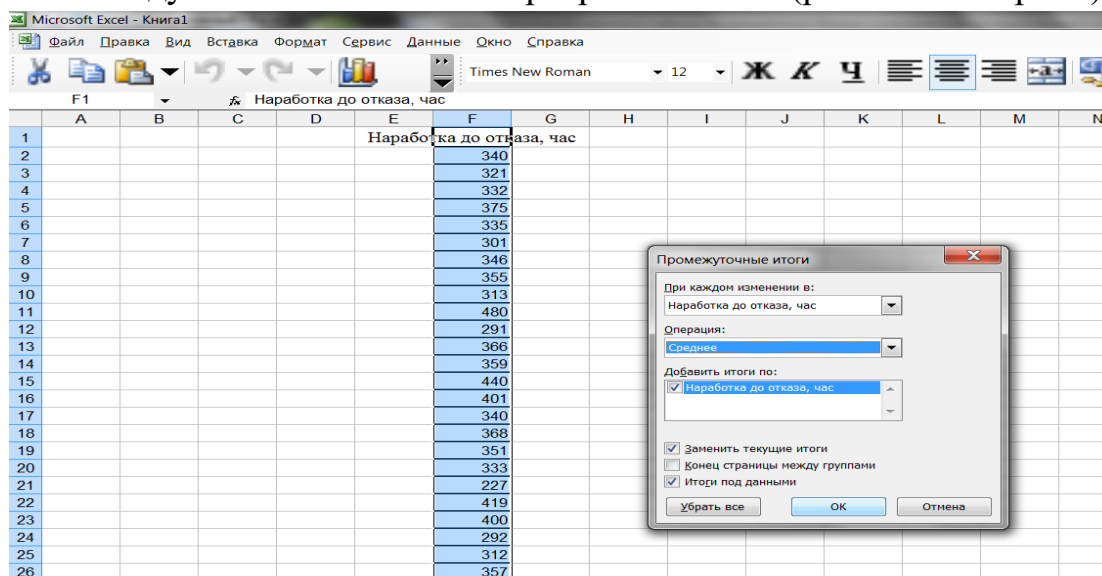 Microsoft Excel - Книга1
Файл Правка Вид Вставка Формат Сервис Данные Окно Справка
Times New Roman 12 Ж К Ч
F1 fx Наработка до отказа, час
A B C D E F G H I J K L M N
1 Наработка до отказа, час
2 340
3 321
4 332
5 375
6 335
7 301
8 346
9 355
10 313
11 480
12 291
13 366
14 359
15 440
16 401
17 340
18 368
19 351
20 333
21 227
22 419
23 400
24 292
25 312
26 357
Промежуточные итоги
При каждом изменении в:
Наработка до отказа, час
Операция:
Среднее
Добавить итоги по:
Наработка до отказа, час
Заменить текущие итоги
Конец страницы между группами
Итоги под данными
Убрать все ОК Отмена